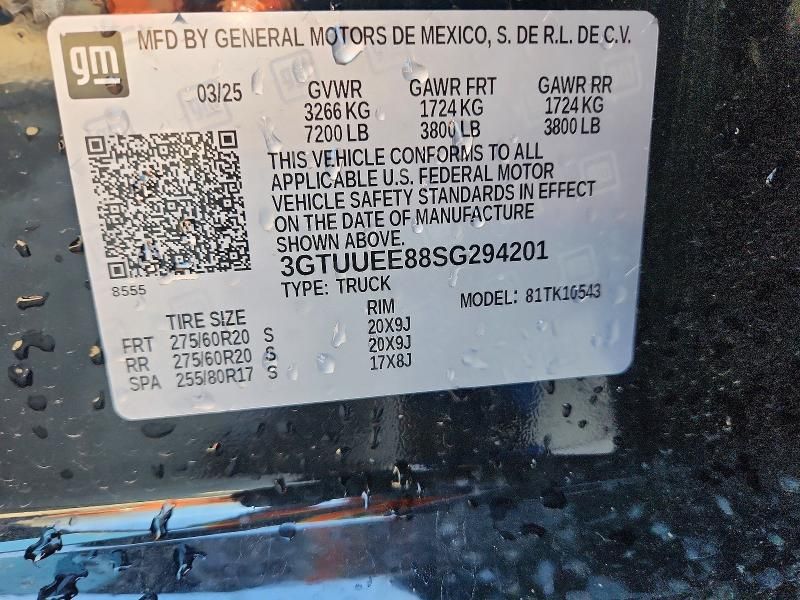 gm
MFD BY GENERAL MOTORS DE MEXICO, S. DE R.L. DE C.V.
03/25 GVWR GAWR FRT GAWR RR
3266 KG 1724 KG 1724 KG
7200 LB 3800 LB 3800 LB
THIS VEHICLE CONFORMS TO ALL
APPLICABLE U.S. FEDERAL MOTOR
VEHICLE SAFETY STANDARDS IN EFFECT
ON THE DATE OF MANUFACTURE
SHOWN ABOVE.
3GTUUEE88SG294201
8555 TYPE: TRUCK MODEL: 81TK10543
TIRE SIZE RIM
FRT 275/60R20 S 20X9J
RR 275/60R20 S 20X9J
SPA 255/80R17 S 17X8J